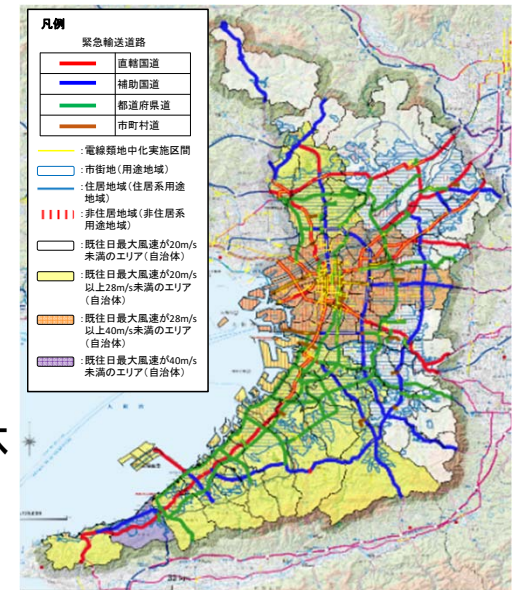 凡例
緊急輸送道路
直轄国道
補助国道
都道府県道
市町村道
:電線類地中化実施区間
:市街地(用途地域)
:住居地域(住居系用途
地域)
:非住居地域(非住居系
用途地域)
:既往日最大風速が20m/s
未満のエリア(自治体)
:既往日最大風速が20m/s
以上28m/s未満のエリア
(自治体)
:既往日最大風速が28m/s
以上40m/s未満のエリア
(自治体)
:既往日最大風速が40m/s
未満のエリア(自治体)